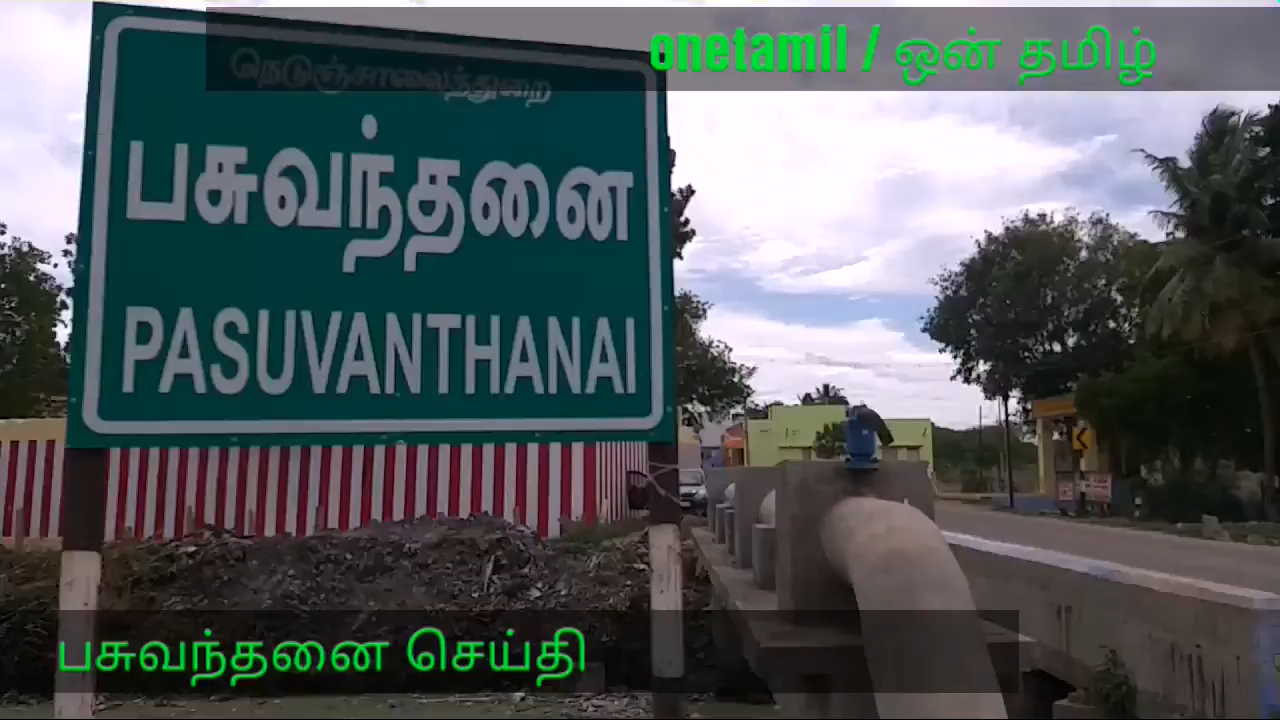 onetamil / ஒன் தமிழ்
நெடுஞ்சாலைத்துறை
பசுவந்தனை
PASUVANTHANAI
பசுவந்தனை செய்தி